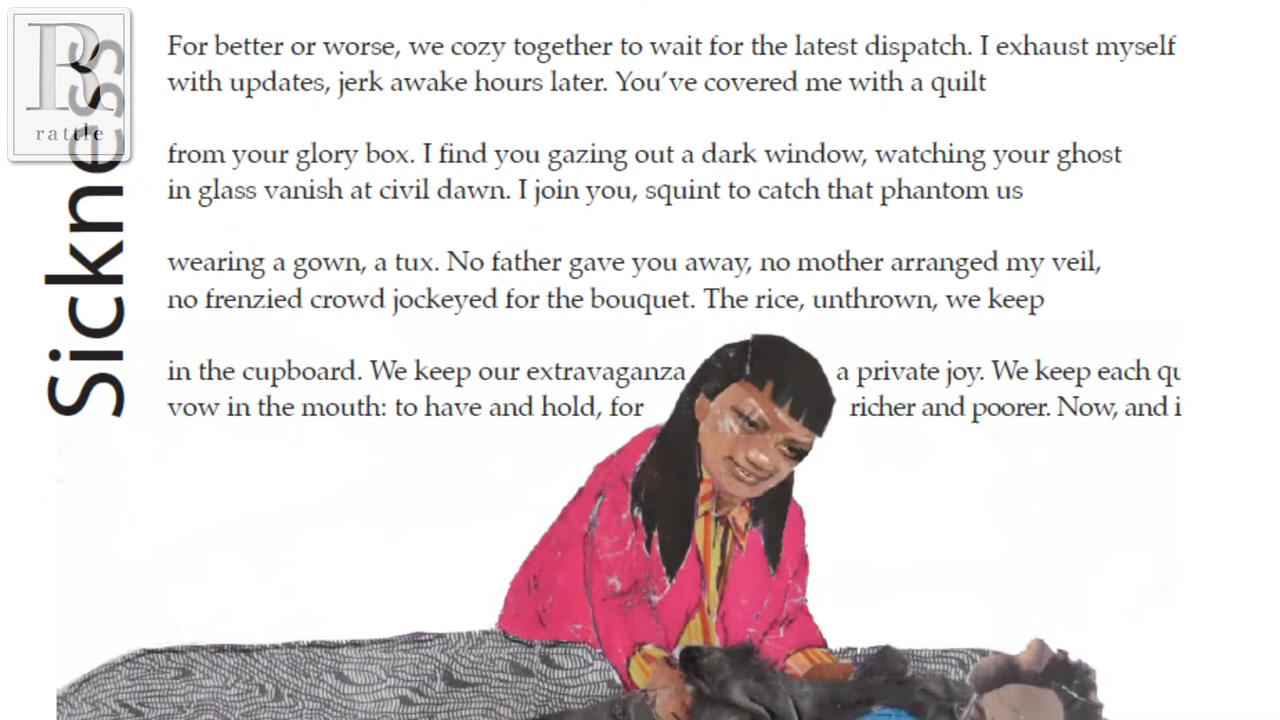 R
rattle
Sickness
For better or worse, we cozy together to wait for the latest dispatch. I exhaust myself
with updates, jerk awake hours later. You’ve covered me with a quilt
from your glory box. I find you gazing out a dark window, watching your ghost
in glass vanish at civil dawn. I join you, squint to catch that phantom us
wearing a gown, a tux. No father gave you away, no mother arranged my veil,
no frenzied crowd jockeyed for the bouquet. The rice, unthrown, we keep
in the cupboard. We keep our extravaganza a private joy. We keep each qu
vow in the mouth: to have and hold, for richer and poorer. Now, and i